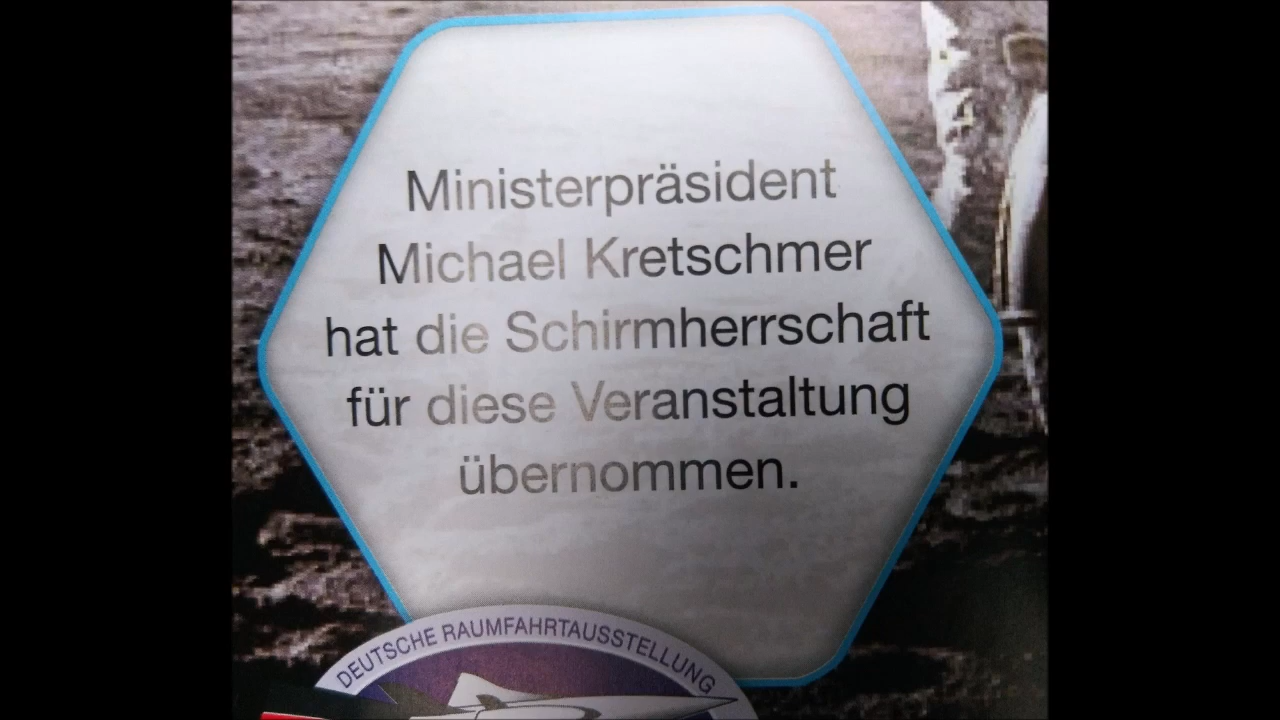 Ministerpräsident
Michael Kretschmer
hat die Schirmherrschaft
für diese Veranstaltung
übernommen.
DEUTSCHE RAUMFAHRTAUSSTELLUNG